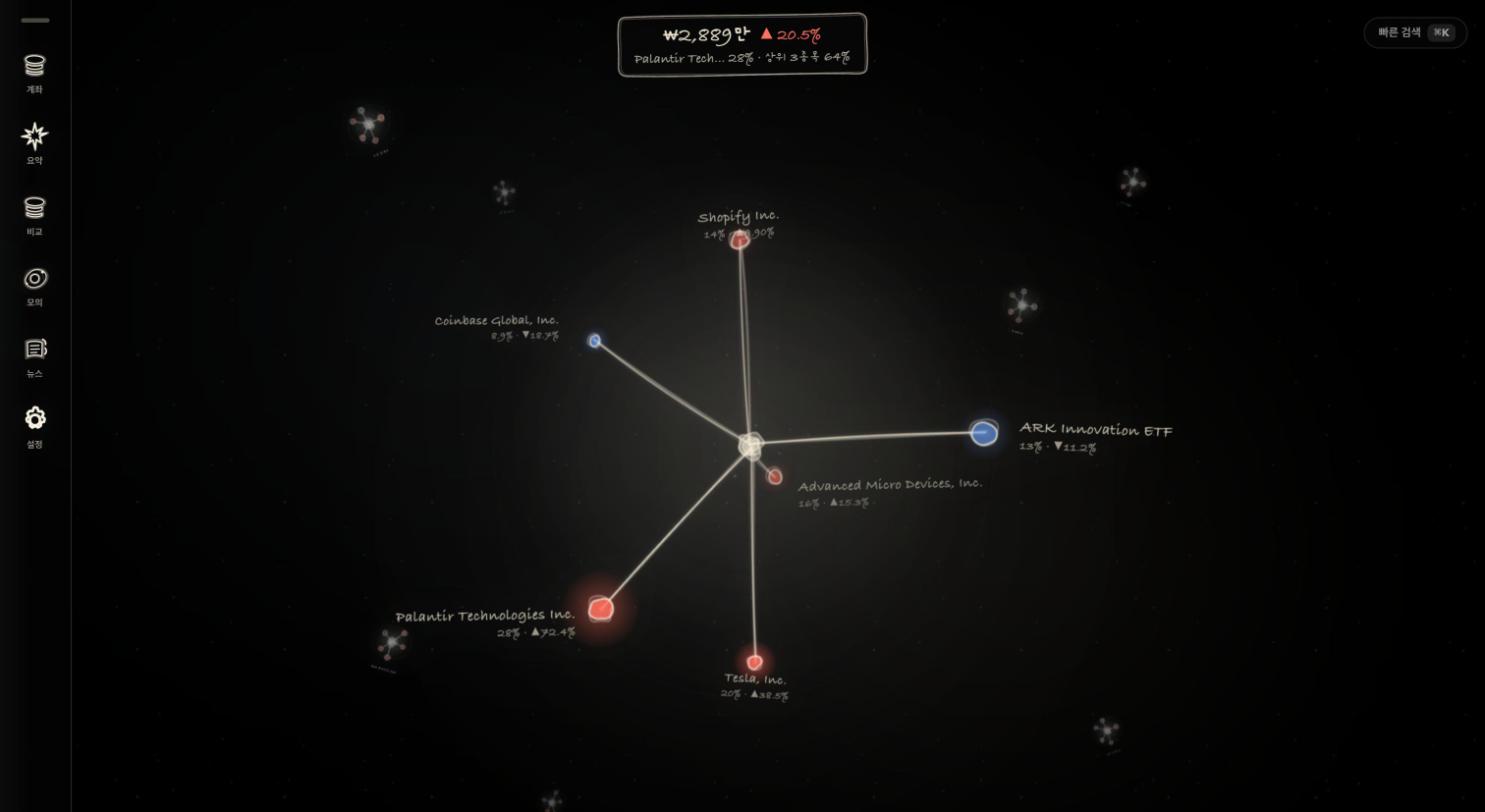 ₩2,889만 ▲ 20.5%
Palantir Tech... 28% · 상위 3종목 64%
빠른 검색 ⌘K
계좌
요약
비교
모의
뉴스
설정
Shopify Inc.
14% 90%
Coinbase Global, Inc.
8.9% · ▼18.7%
ARK Innovation ETF
13% · ▼11.2%
Advanced Micro Devices, Inc.
16% · ▲15.3%
Palantir Technologies Inc.
28% · ▲72.4%
Tesla, Inc.
20% · ▲38.5%